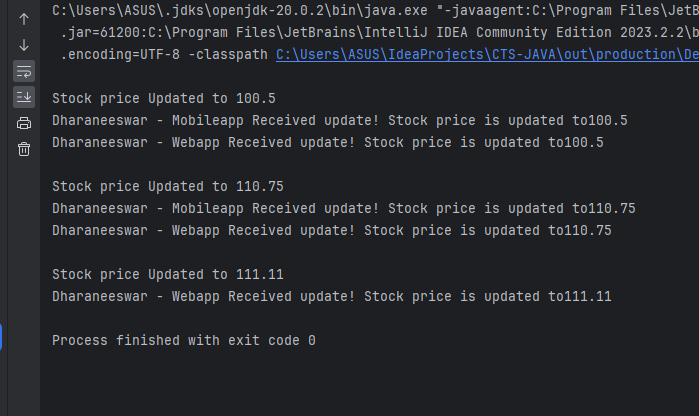 C:\Users\ASUS\.jdks\openjdk-20.0.2\bin\java.exe "-javaagent:C:\Program Files\JetB
.jar=61200:C:\Program Files\JetBrains\IntelliJ IDEA Community Edition 2023.2.2\b
.encoding=UTF-8 -classpath C:\Users\ASUS\IdeaProjects\CTS-JAVA\out\production\De
Stock price Updated to 100.5
Dharaneeswar - Mobileapp Received update! Stock price is updated to100.5
Dharaneeswar - Webapp Received update! Stock price is updated to100.5
Stock price Updated to 110.75
Dharaneeswar - Mobileapp Received update! Stock price is updated to110.75
Dharaneeswar - Webapp Received update! Stock price is updated to110.75
Stock price Updated to 111.11
Dharaneeswar - Webapp Received update! Stock price is updated to111.11
Process finished with exit code 0